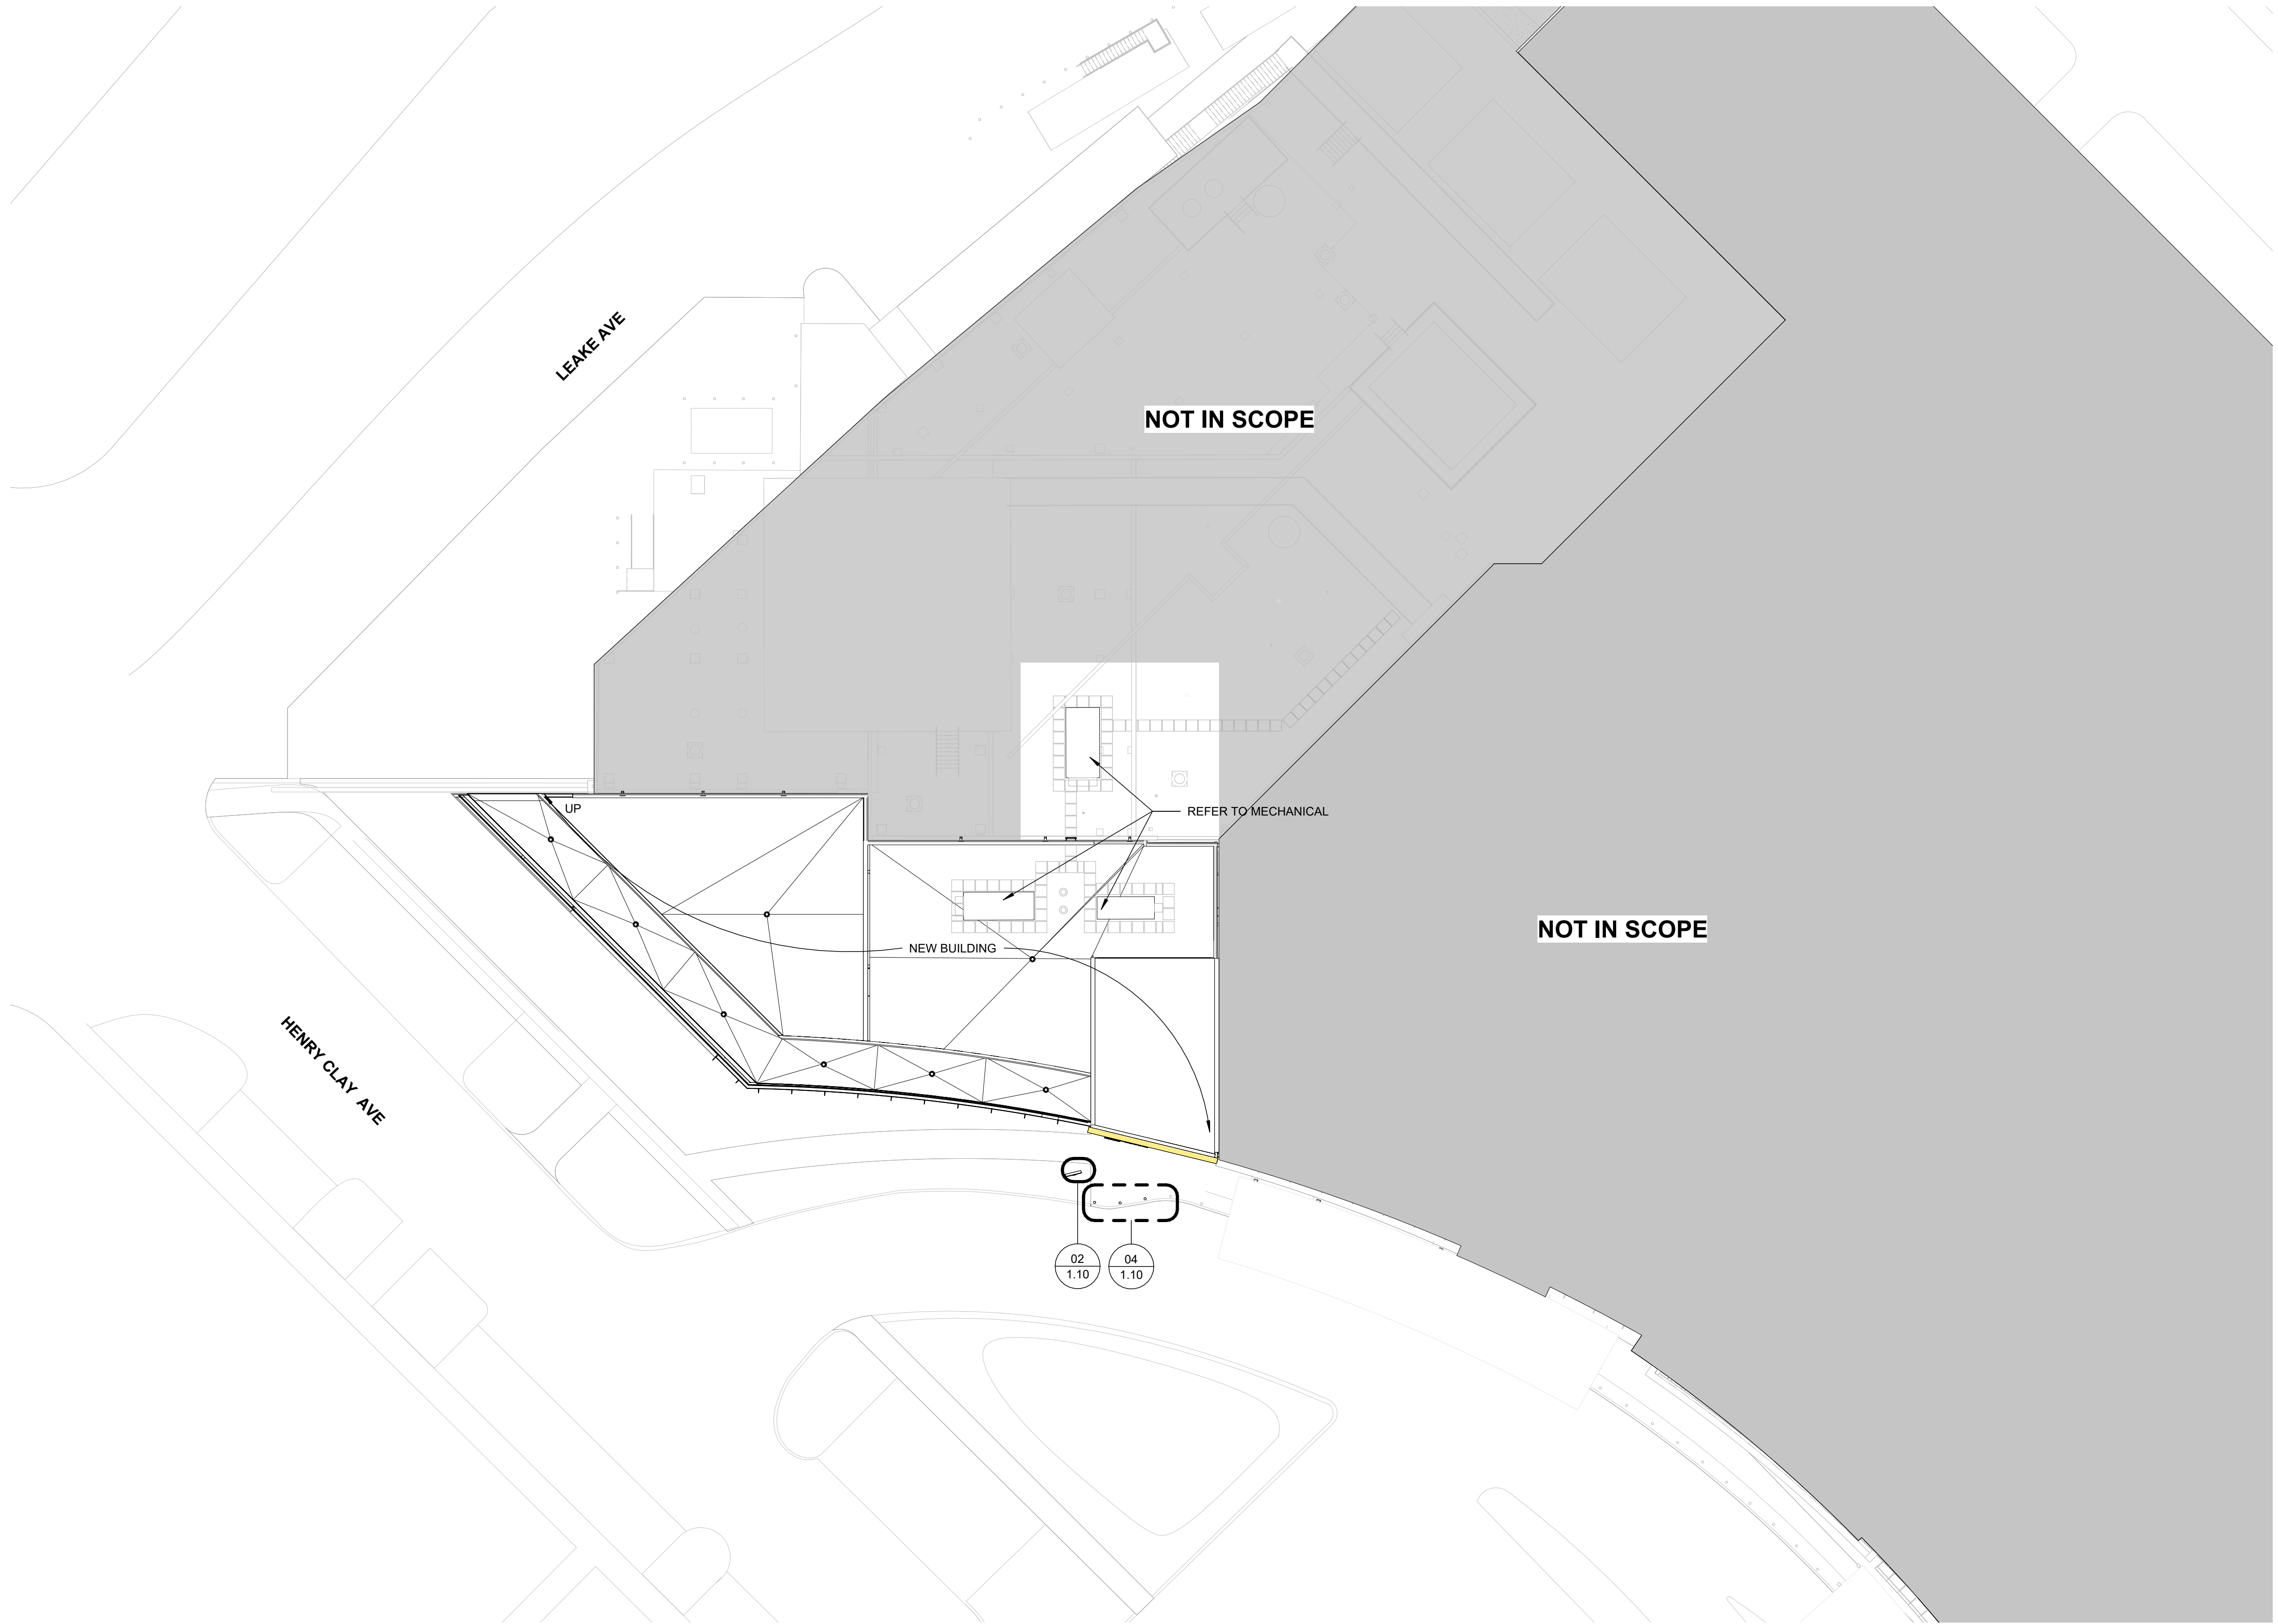 LEAKE AVE
NOT IN SCOPE
UP
REFER TO MECHANICAL
NEW BUILDING
NOT IN SCOPE
HENRY CLAY AVE
02
1.10
04
1.10